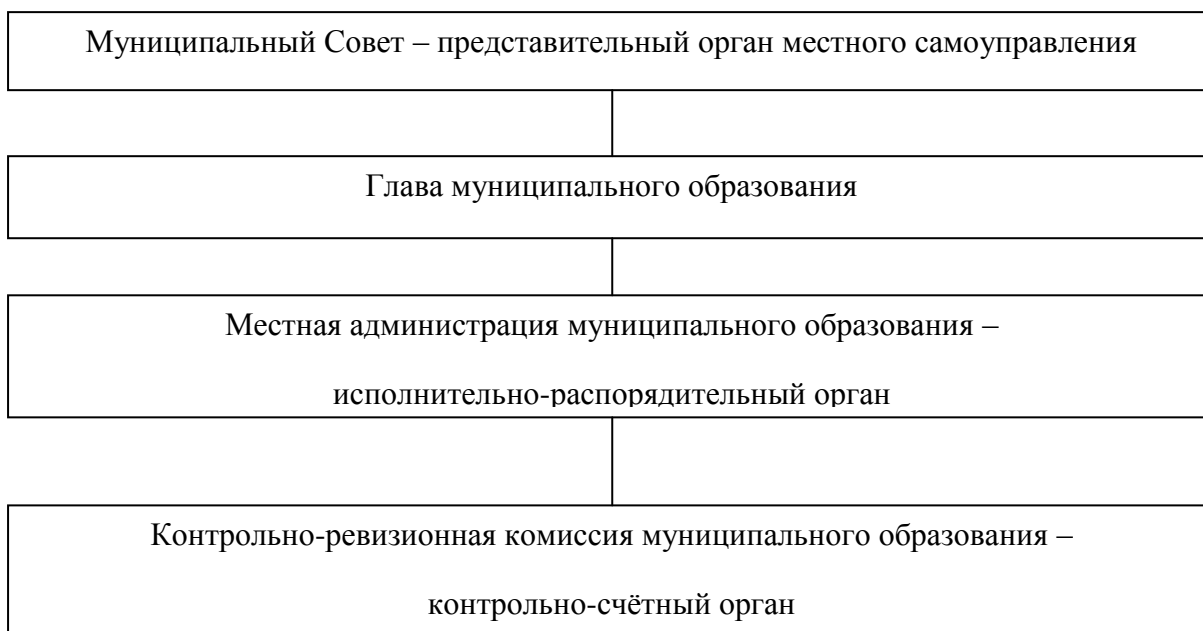 Муниципальный Совет – представительный орган местного самоуправления
Глава муниципального образования
Местная администрация муниципального образования –
исполнительно-распорядительный орган
Контрольно-ревизионная комиссия муниципального образования –
контрольно-счётный орган